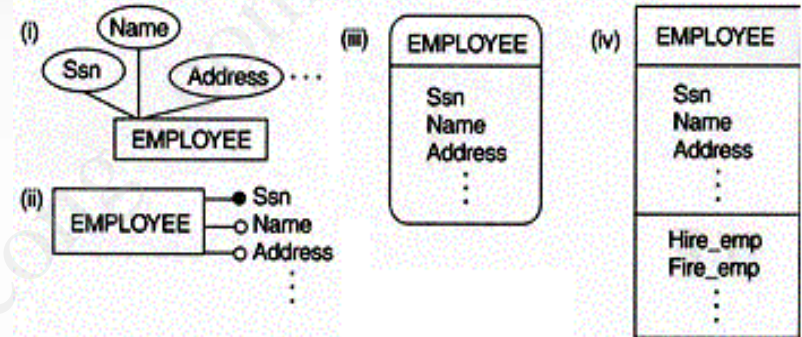 (i)
Name
Ssn
Address ...
EMPLOYEE
(ii)
EMPLOYEE
Ssn
Name
Address
(iii)
EMPLOYEE
Ssn
Name
Address
(iv)
EMPLOYEE
Ssn
Name
Address
Hire_emp
Fire_emp